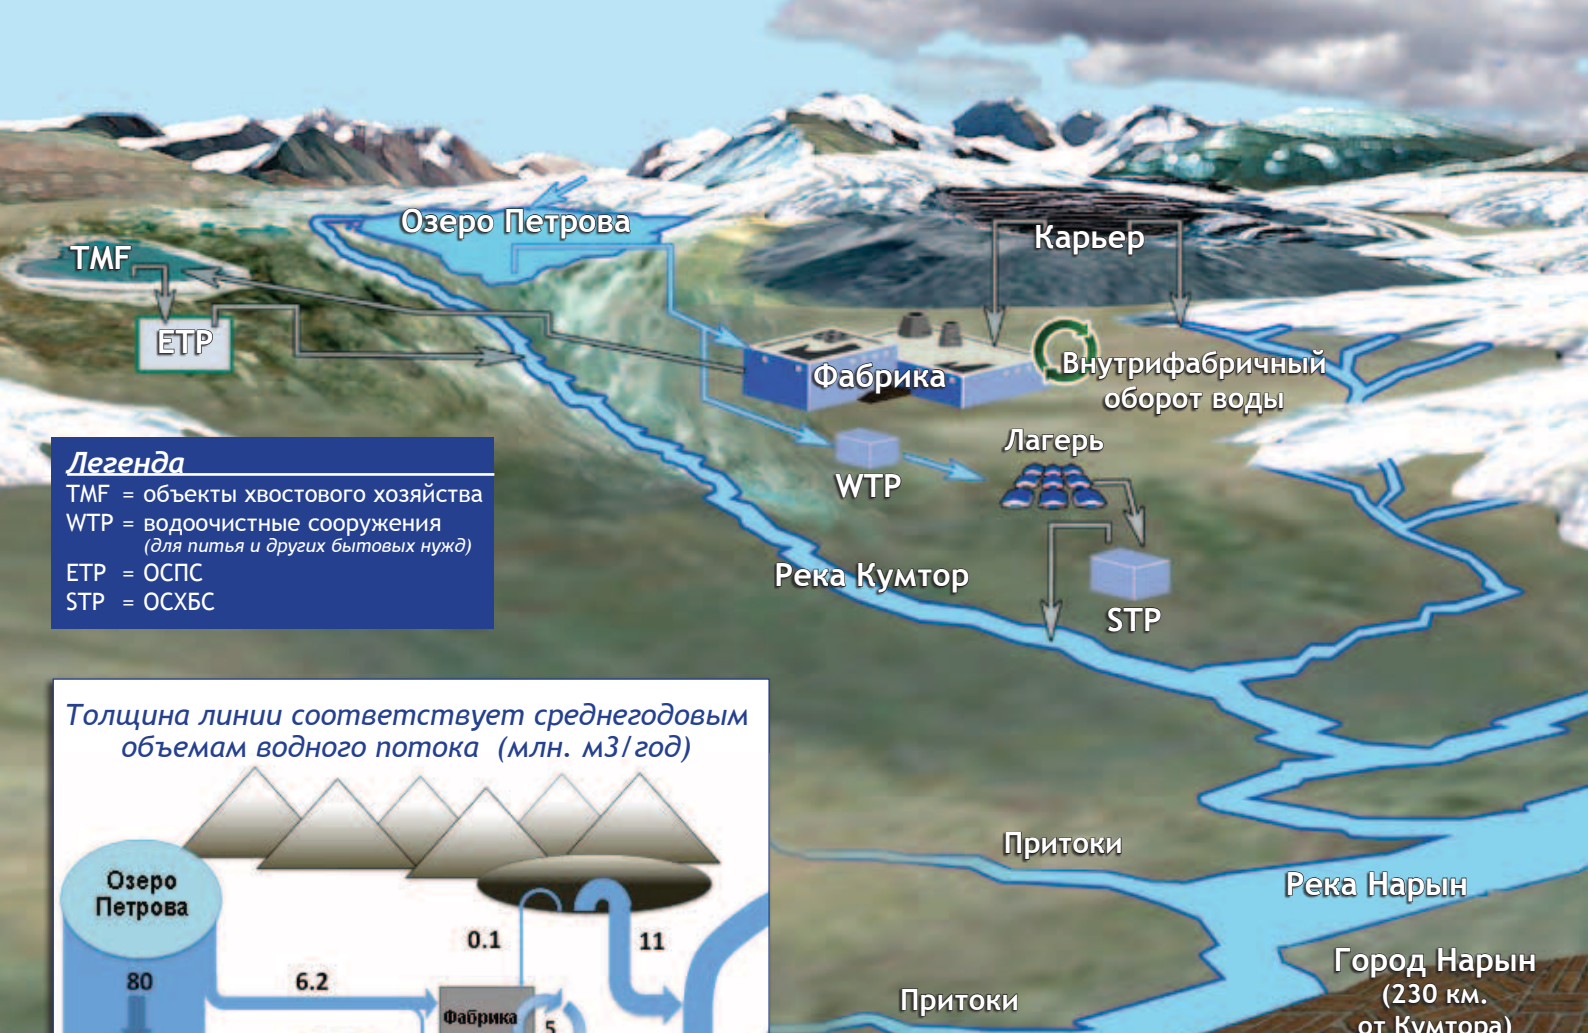 Озеро Петрова
TMF
Карьер
ETP
Фабрика
Внутрифабричный
оборот воды
Лагерь
WTP
Река Кумтор
STP
Легенда
TMF = объекты хвостового хозяйства
WTP = водоочистные сооружения
(для питья и других бытовых нужд)
ETP = ОСПС
STP = ОСХБС
Толщина линии соответствует среднегодовым
объемам водного потока (млн. м3/год)
Озеро
Петрова
80
6.2
0.1
11
Фабрика
5
Притоки
Река Нарын
Притоки
Город Нарын
(230 км.
от Кумтора)